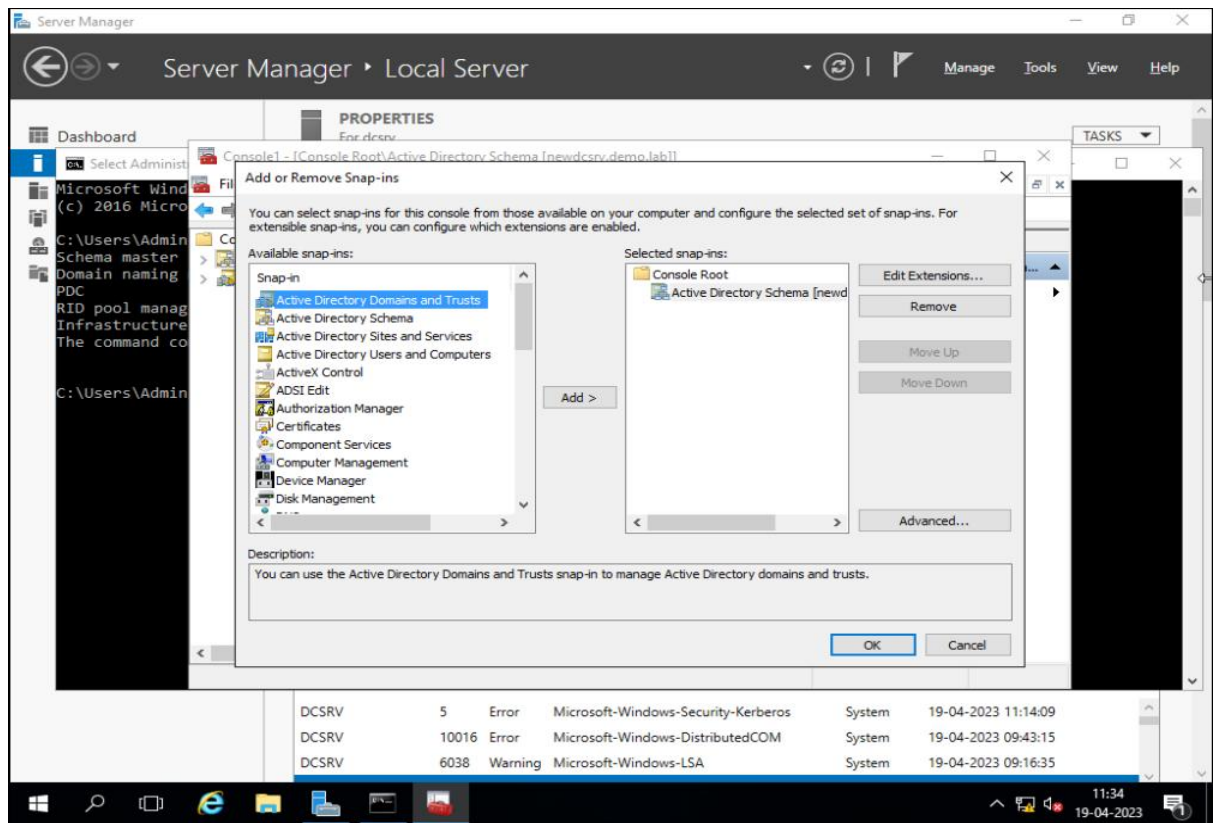 Server Manager
Server Manager • Local Server
Manage Tools View Help
PROPERTIES
For dcsrv
TASKS
Dashboard
Select Administ
Console1 - [Console Root\Active Directory Schema [newdcsrv.demo.lab]]
Microsoft Wind
(c) 2016 Micro
C:\Users\Admin
Schema master
Domain naming
PDC
RID pool manag
Infrastructure
The command co
C:\Users\Admin
Fil
Co
Add or Remove Snap-ins
You can select snap-ins for this console from those available on your computer and configure the selected set of snap-ins. For
extensible snap-ins, you can configure which extensions are enabled.
Available snap-ins:
Snap-in
Active Directory Domains and Trusts
Active Directory Schema
Active Directory Sites and Services
Active Directory Users and Computers
ActiveX Control
ADSI Edit
Authorization Manager
Certificates
Component Services
Computer Management
Device Manager
Disk Management
Add >
Selected snap-ins:
Console Root
Active Directory Schema [newd
Edit Extensions...
Remove
Move Up
Move Down
Advanced...
Description:
You can use the Active Directory Domains and Trusts snap-in to manage Active Directory domains and trusts.
OK Cancel
DCSRV 5 Error Microsoft-Windows-Security-Kerberos System 19-04-2023 11:14:09
DCSRV 10016 Error Microsoft-Windows-DistributedCOM System 19-04-2023 09:43:15
DCSRV 6038 Warning Microsoft-Windows-LSA System 19-04-2023 09:16:35
11:34
19-04-2023
1